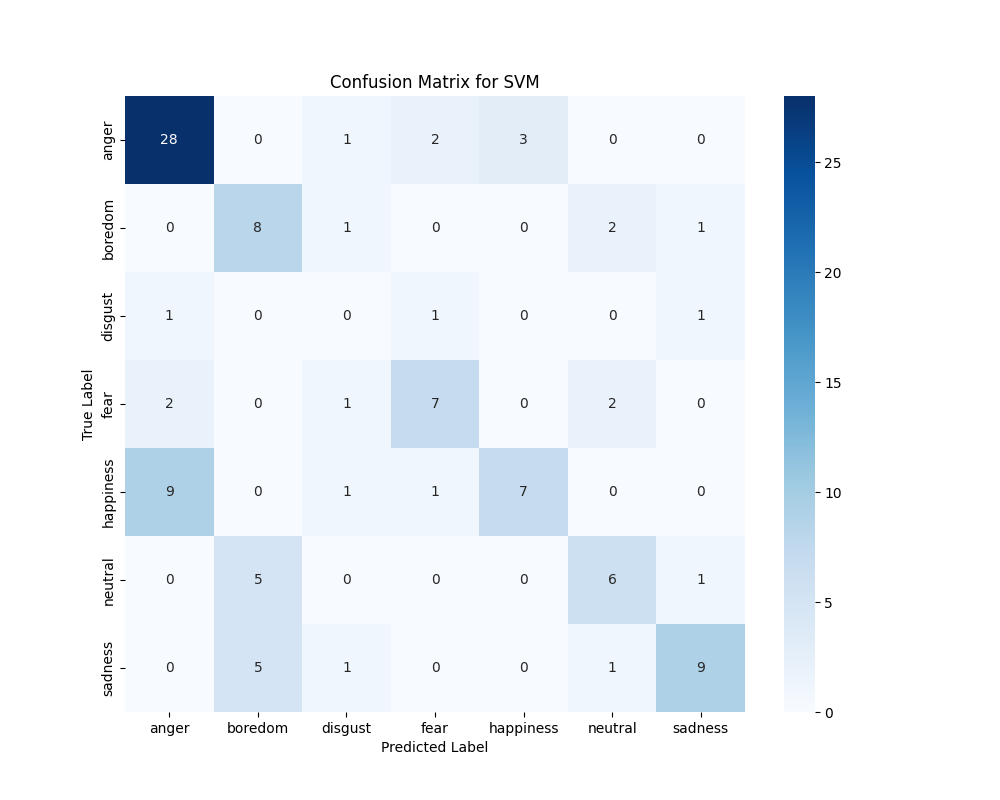 Confusion Matrix for SVM
anger 28 0 1 2 3 0 0
boredom 0 8 1 0 0 2 1
disgust 1 0 0 1 0 0 1
fear 2 0 1 7 0 2 0
happiness 9 0 1 1 7 0 0
neutral 0 5 0 0 0 6 1
sadness 0 5 1 0 0 1 9
anger boredom disgust fear happiness neutral sadness
Predicted Label
True Label
25
20
15
10
5
0